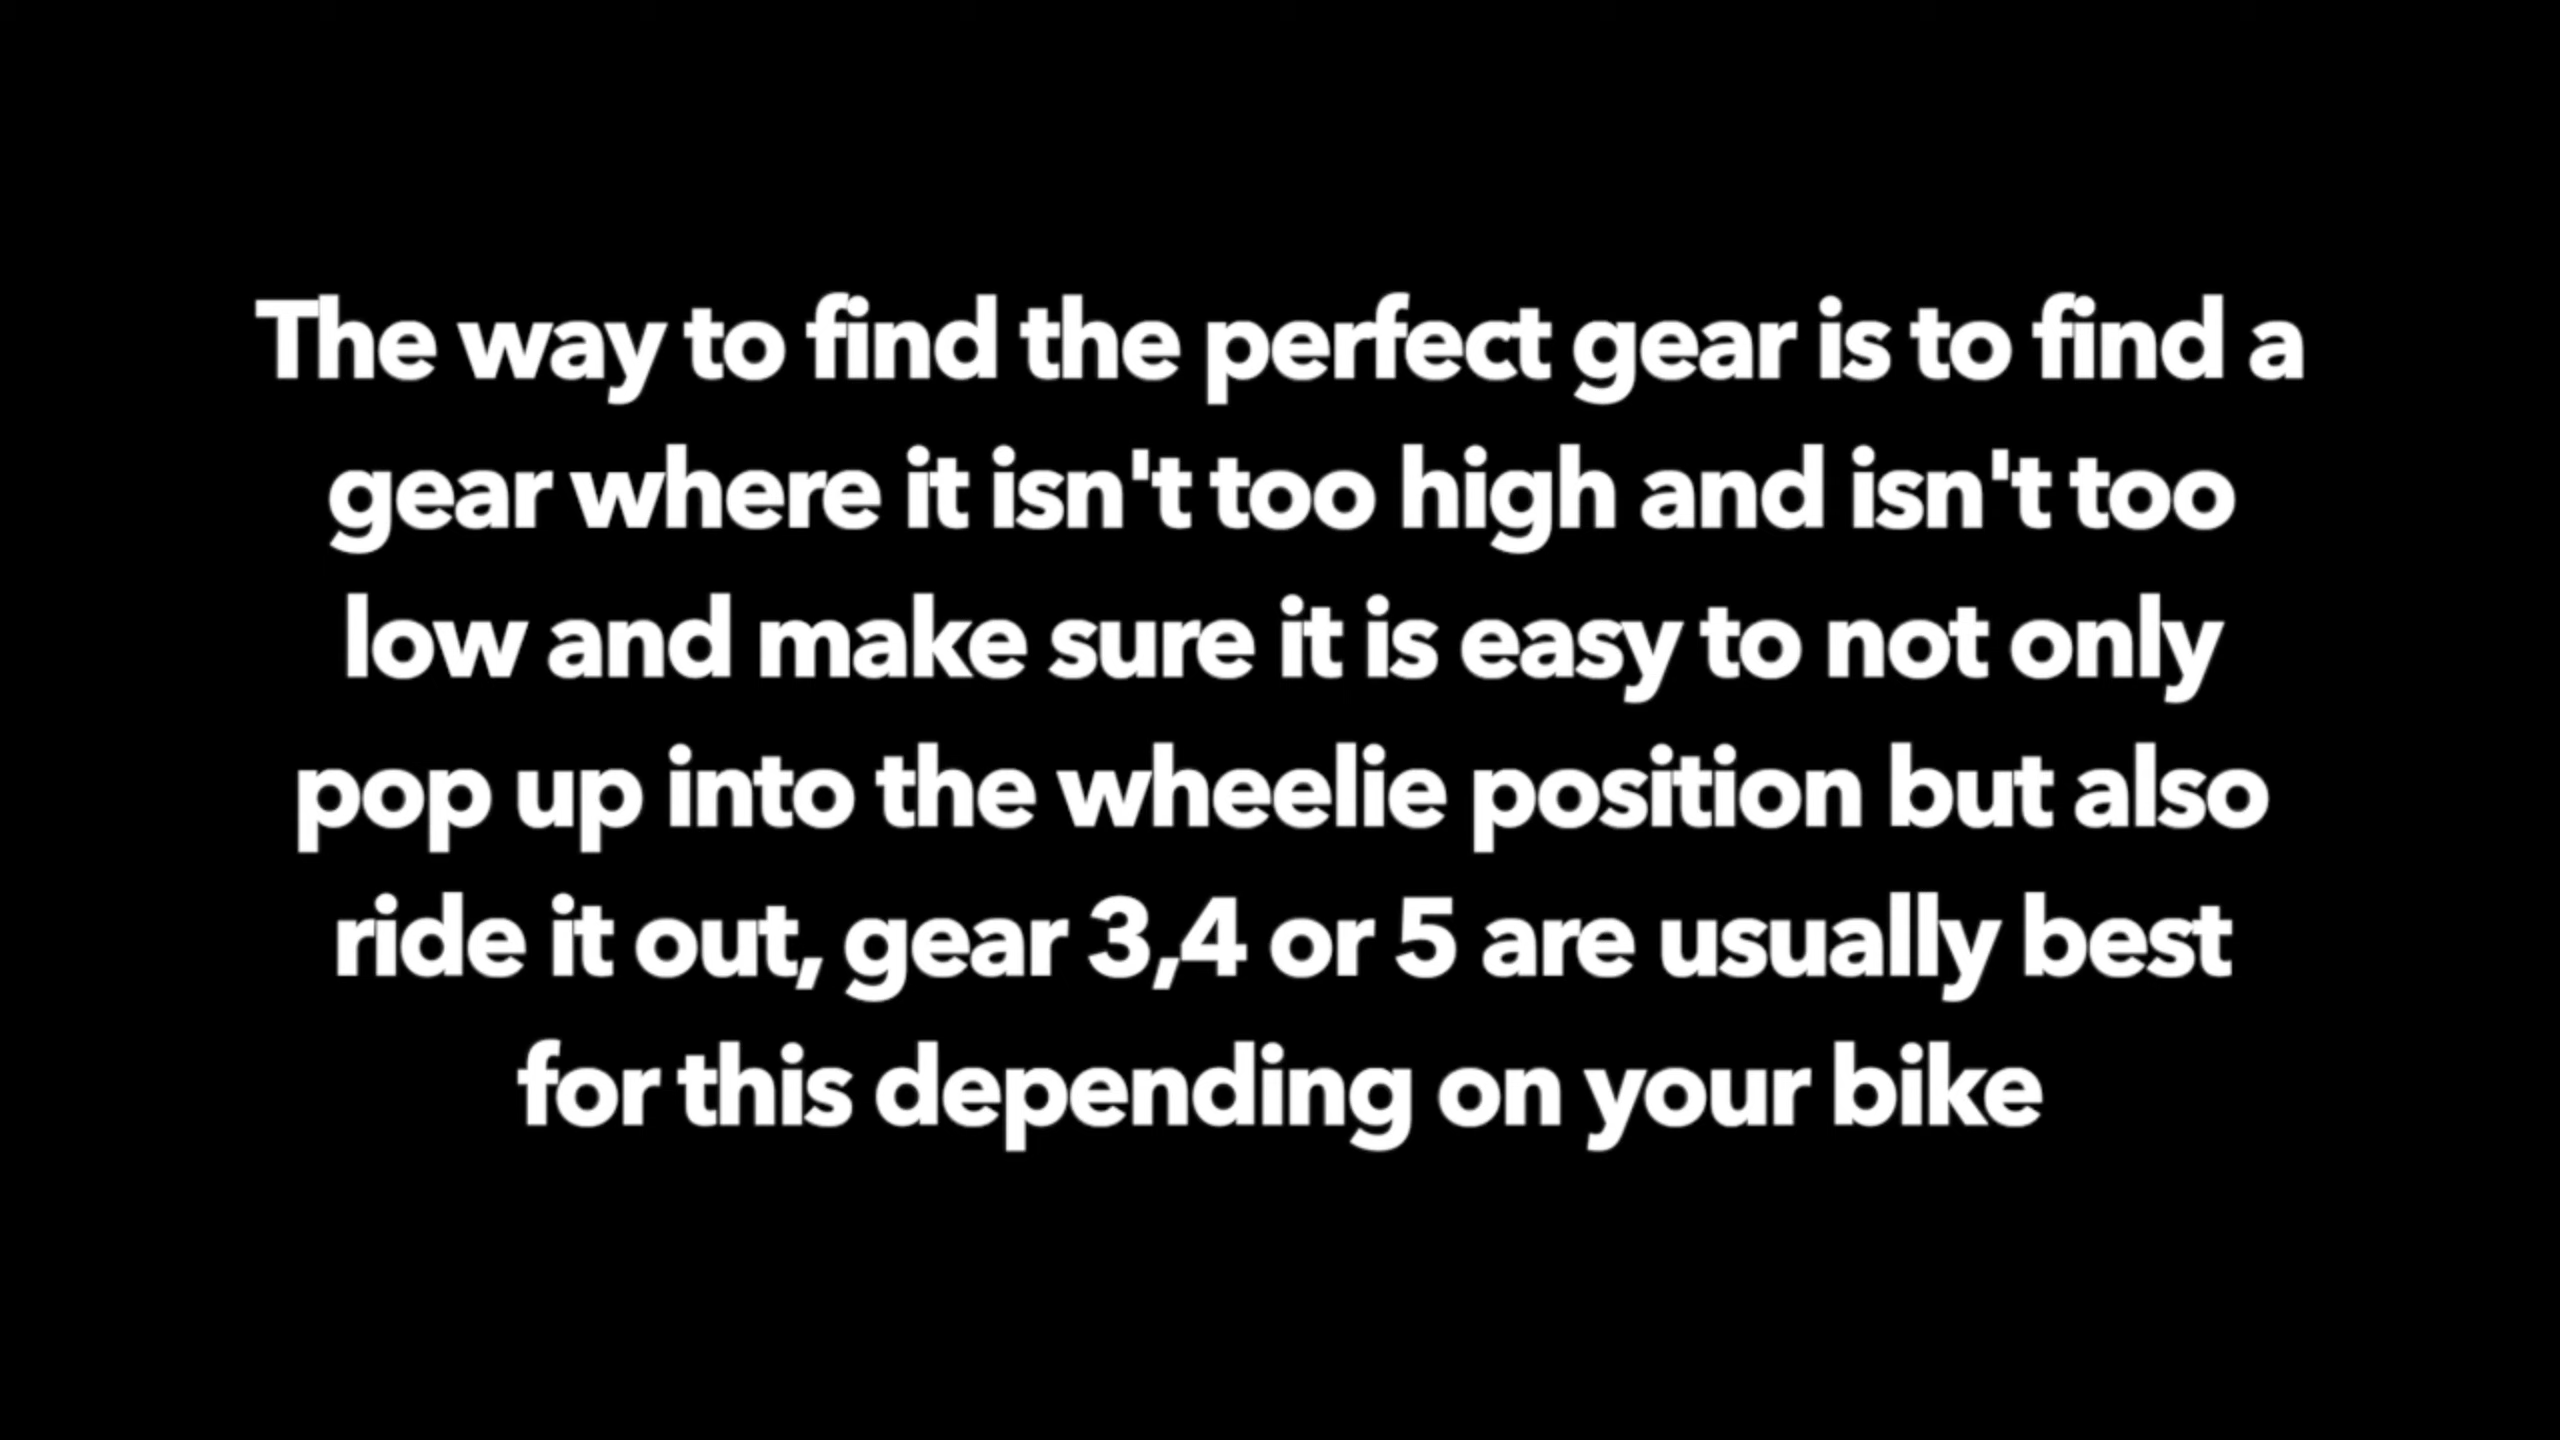 The way to find the perfect gear is to find a
gear where it isn't too high and isn't too
low and make sure it is easy to not only
pop up into the wheelie position but also
ride it out, gear 3,4 or 5 are usually best
for this depending on your bike